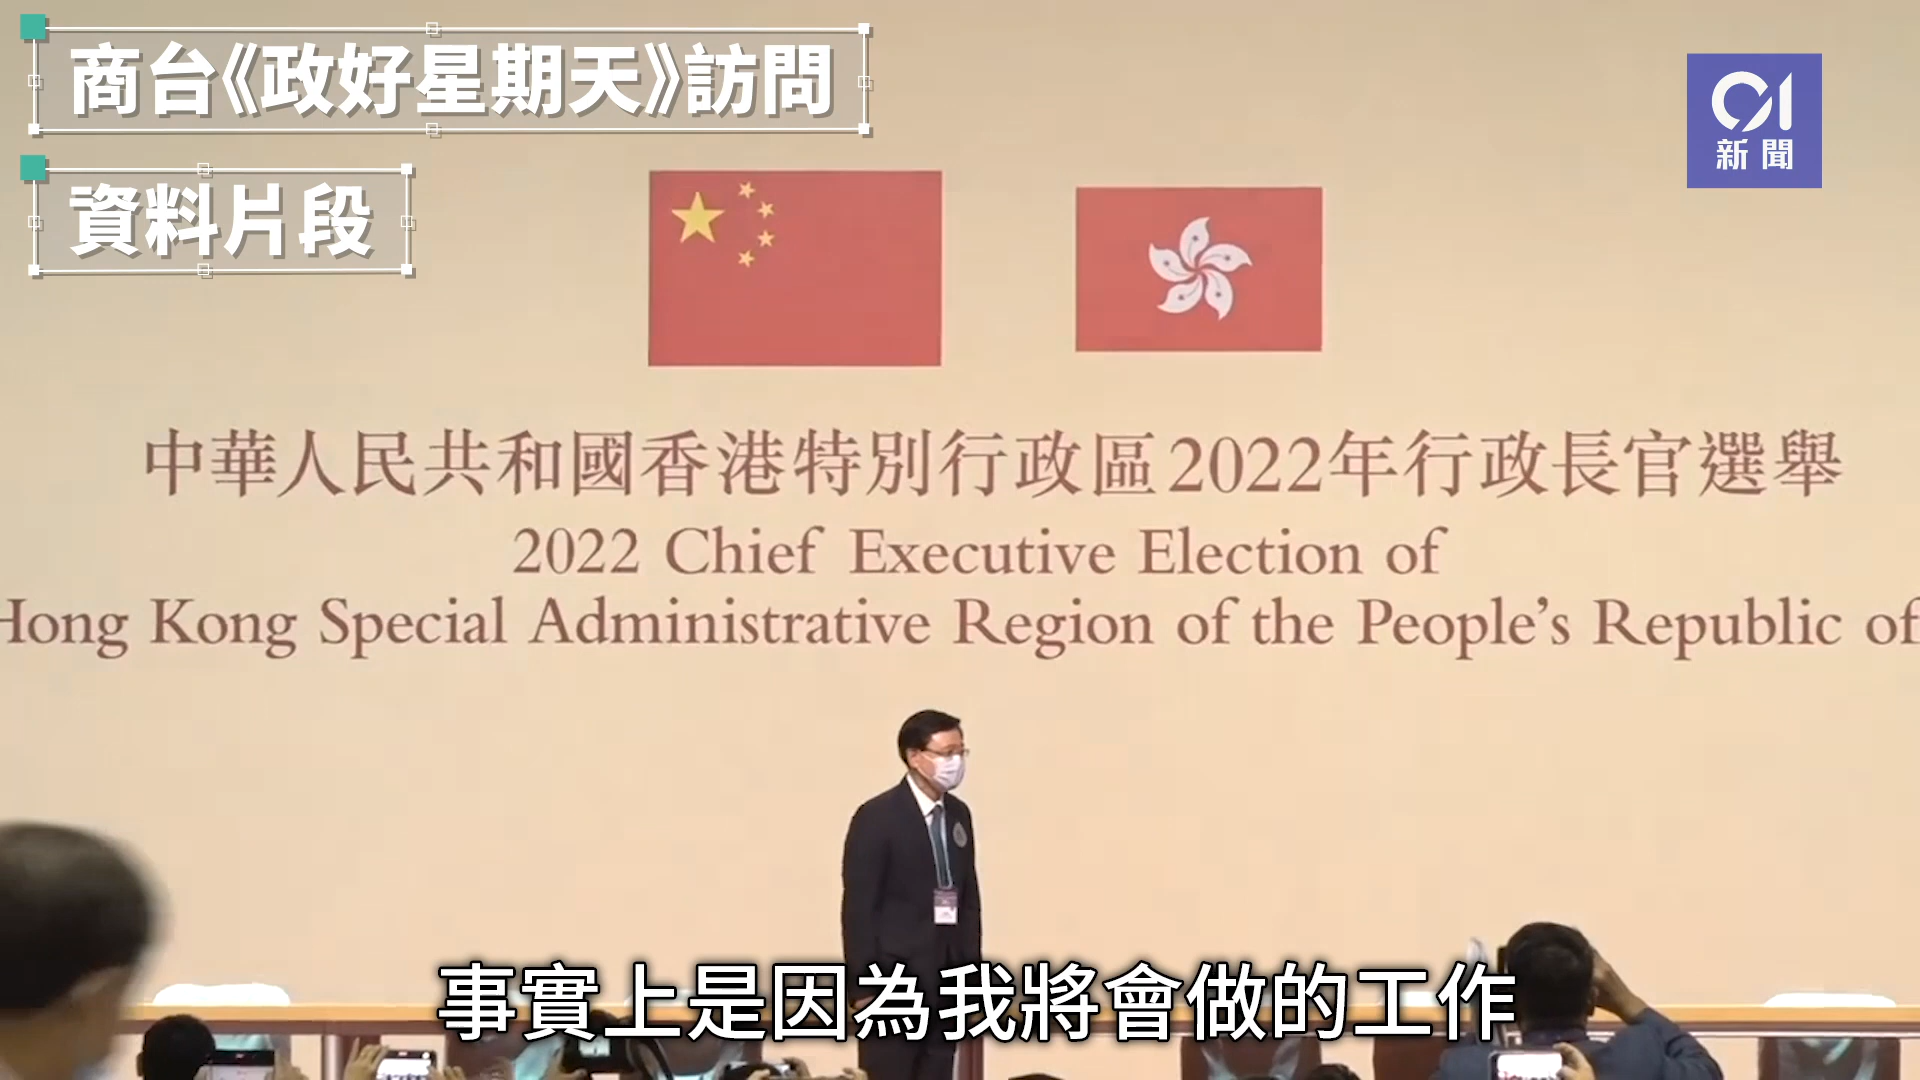 商台《政好星期天》訪問
資料片段
01
新聞
中華人民共和國香港特別行政區2022年行政長官選舉
2022 Chief Executive Election of
Hong Kong Special Administrative Region of the People's Republic of
事實上是因為我將會做的工作